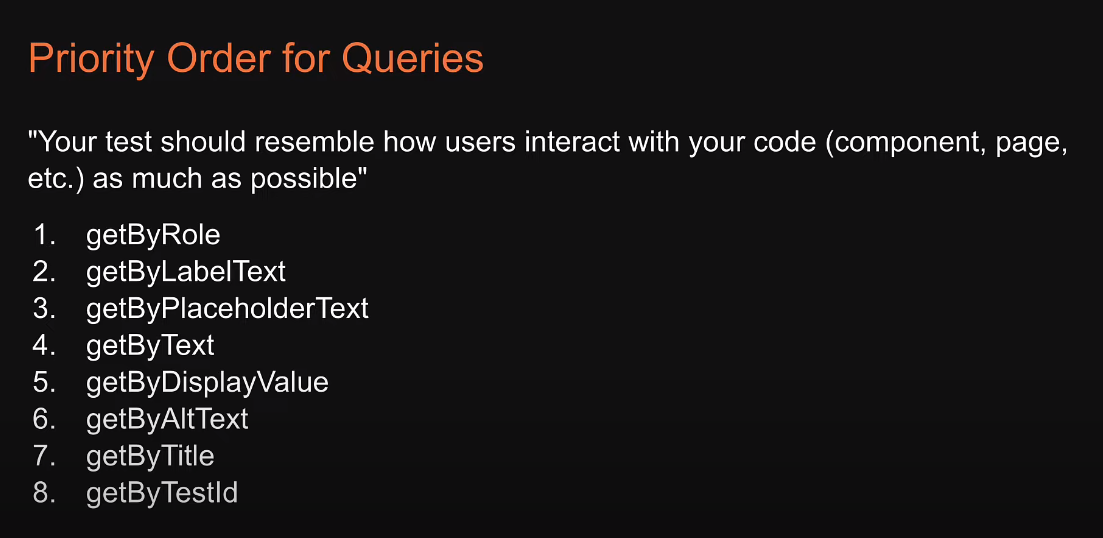 Priority Order for Queries
"Your test should resemble how users interact with your code (component, page,
etc.) as much as possible"
1. getByRole
2. getByLabelText
3. getByPlaceholderText
4. getByText
5. getByDisplayValue
6. getByAltText
7. getByTitle
8. getByTestId